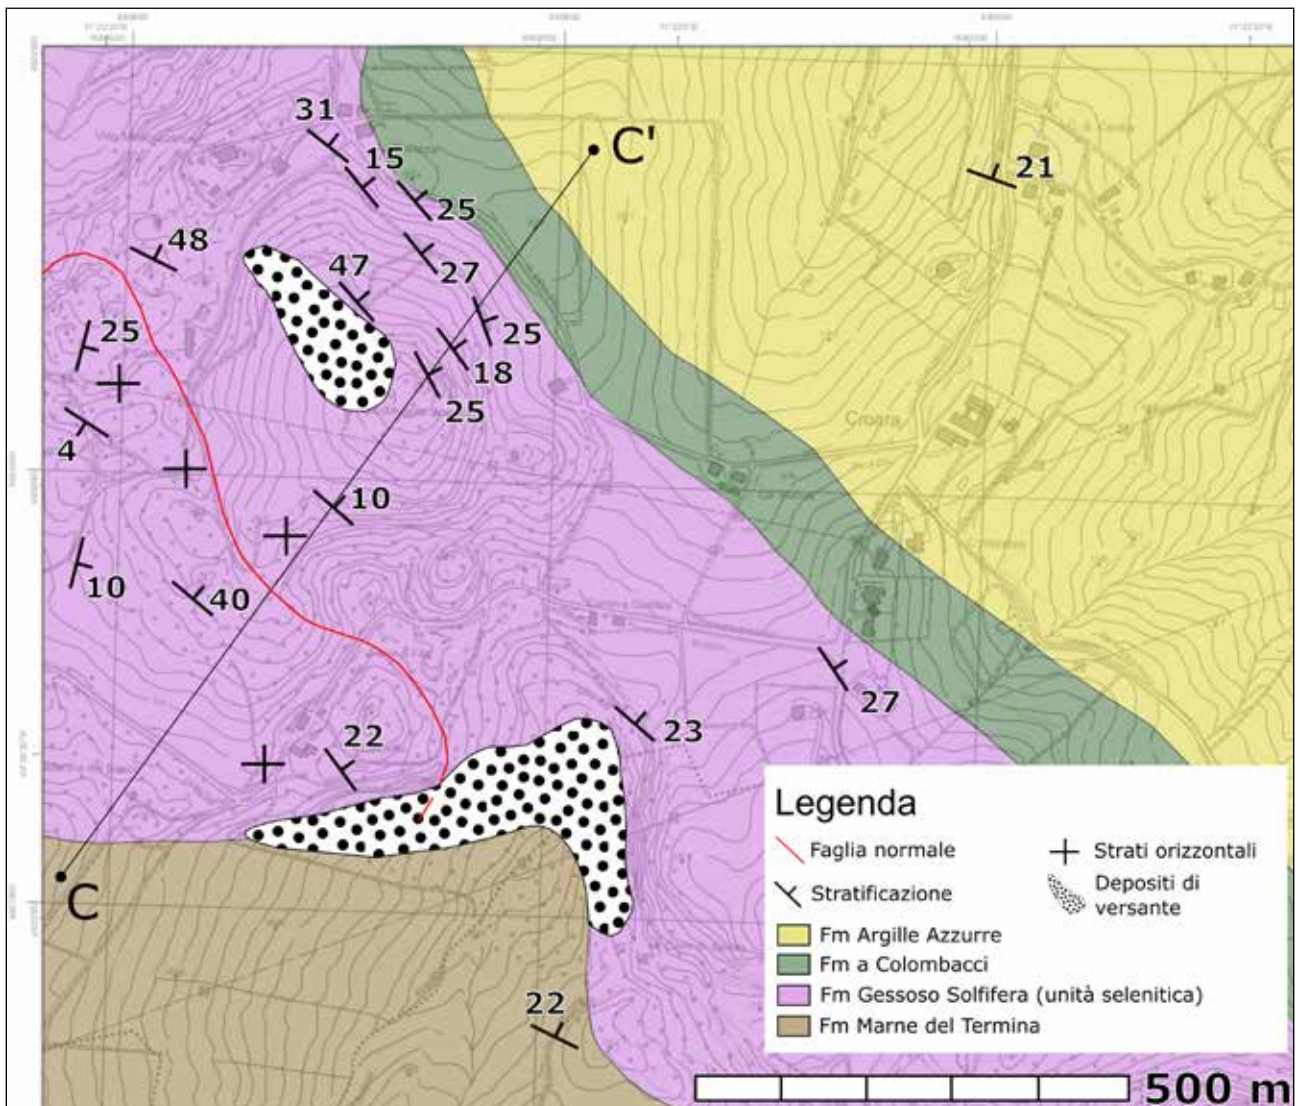 31
C'
15
21
25
48
27
47
25
25
18
25
4
Croara
10
10
40
27
23
22
C
22
Legenda
Faglia normale
Strati orizzontali
Stratificazione
Depositi di
versante
Fm Argille Azzurre
Fm a Colombacci
Fm Gessoso Solfifera (unità selenitica)
Fm Marne del Termina
500 m